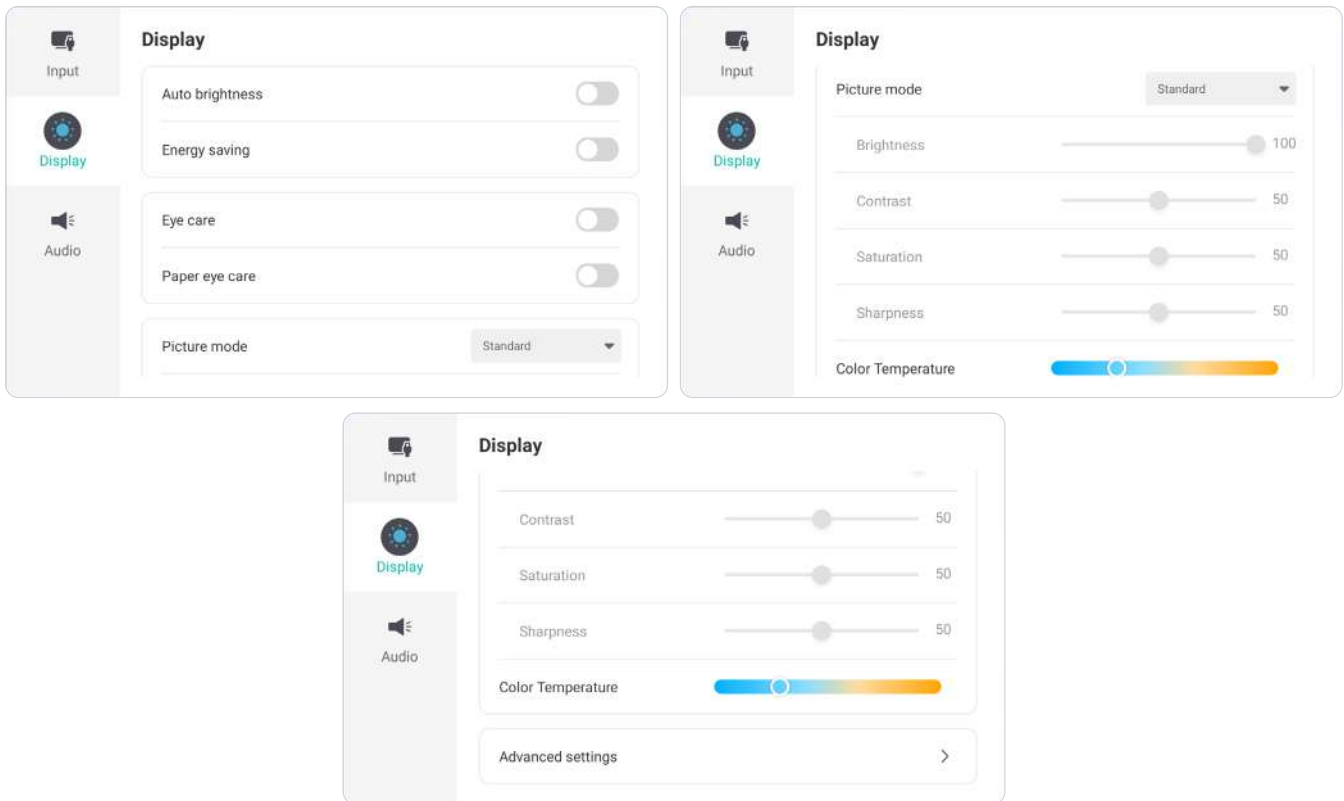 Input
Display
Audio
Display
Auto brightness
Energy saving
Eye care
Paper eye care
Picture mode Standard
Input
Display
Audio
Display
Picture mode Standard
Brightness 100
Contrast 50
Saturation 50
Sharpness 50
Color Temperature
Input
Display
Audio
Display
Contrast 50
Saturation 50
Sharpness 50
Color Temperature
Advanced settings